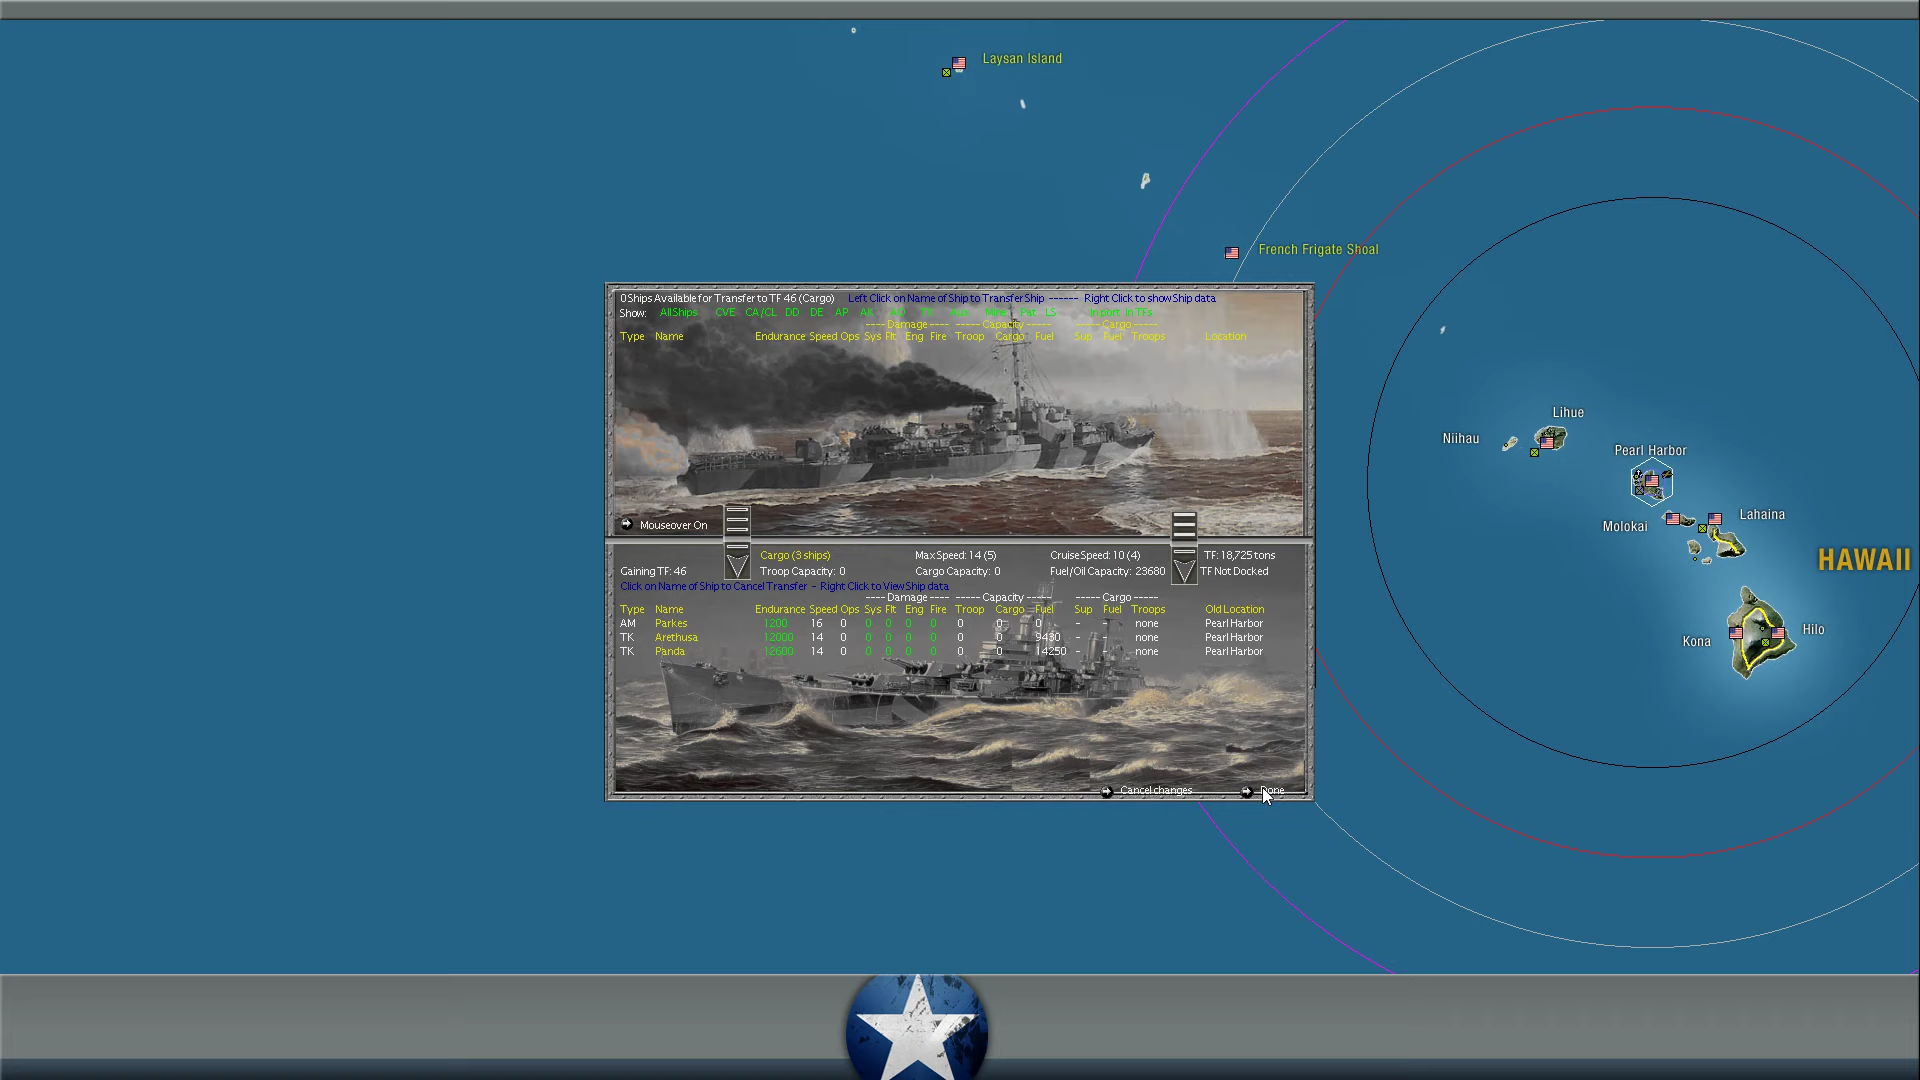 Laysan Island
French Frigate Shoal
0 Ships Available for Transfer to TF 46 (Cargo) Left Click on Name of Ship to Transfer Ship ------ Right Click to show Ship data
Show: All Ships CVE CA/CL DD DE AP AK AO TK Aux Mine Pat LS In port In TFs
---- Damage ---- ----- Capacity ----- ----- Cargo -----
Type Name Endurance Speed Ops Sys Flt Eng Fire Troop Cargo Fuel Sup Fuel Troops Location
Lihue
Niihau
Pearl Harbor
Molokai
Lahaina
HAWAII
Kona
Hilo
Mouseover On
Cargo (3 ships) Max Speed: 14 (5) Cruise Speed: 10 (4) TF: 18,725 tons
Gaining TF: 46 Troop Capacity: 0 Cargo Capacity: 0 Fuel/Oil Capacity: 23680 TF Not Docked
Click on Name of Ship to Cancel Transfer - Right Click to View Ship data
---- Damage ---- ----- Capacity ----- ----- Cargo -----
Type Name Endurance Speed Ops Sys Flt Eng Fire Troop Cargo Fuel Sup Fuel Troops Old Location
AM Parkes 1200 16 0 0 0 0 0 0 0 0 - - none Pearl Harbor
TK Arethusa 12000 14 0 0 0 0 0 0 0 9430 - - none Pearl Harbor
TK Panda 12600 14 0 0 0 0 0 0 0 14250 - - none Pearl Harbor
Cancel changes Done